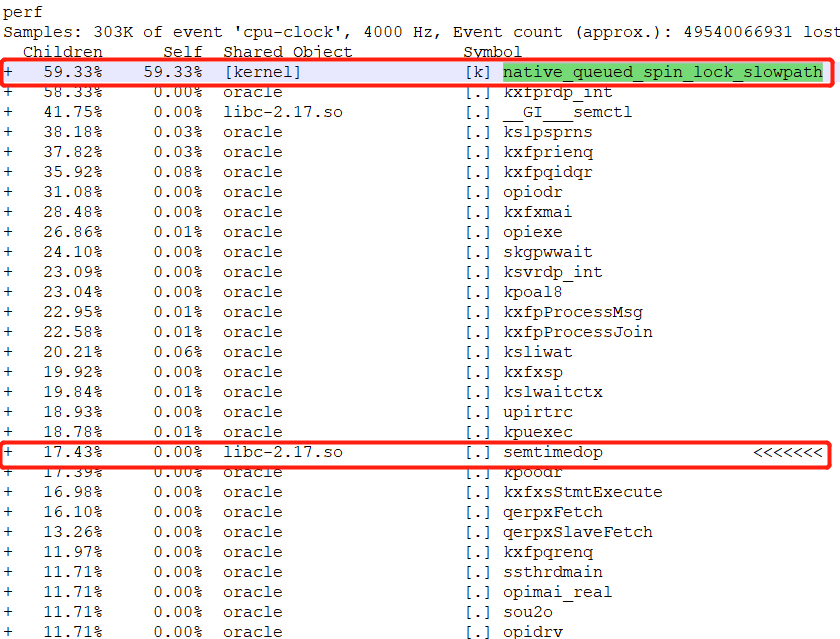 perf
Samples: 303K of event 'cpu-clock', 4000 Hz, Event count (approx.): 49540066931 lost
Children Self Shared Object Symbol
+ 59.33% 59.33% [kernel] [k] native_queued_spin_lock_slowpath
+ 58.33% 0.00% oracle [.] kxfprdp_int
+ 41.75% 0.00% libc-2.17.so [.] __GI___semctl
+ 38.18% 0.03% oracle [.] kslpsprns
+ 37.82% 0.03% oracle [.] kxfprienq
+ 35.92% 0.08% oracle [.] kxfpqidqr
+ 31.08% 0.00% oracle [.] opiodr
+ 28.48% 0.00% oracle [.] kxfxmai
+ 26.86% 0.01% oracle [.] opiexe
+ 24.10% 0.00% oracle [.] skgpwwait
+ 23.09% 0.00% oracle [.] ksvrdp_int
+ 23.04% 0.00% oracle [.] kpoal8
+ 22.95% 0.01% oracle [.] kxfpProcessMsg
+ 22.58% 0.01% oracle [.] kxfpProcessJoin
+ 20.21% 0.06% oracle [.] ksliwat
+ 19.92% 0.00% oracle [.] kxfxsp
+ 19.84% 0.01% oracle [.] kslwaitctx
+ 18.93% 0.00% oracle [.] upirtrc
+ 18.78% 0.01% oracle [.] kpuexec
+ 17.43% 0.00% libc-2.17.so [.] semtimedop <<<<<<<
+ 17.39% 0.00% oracle [.] kpoodr
+ 16.98% 0.00% oracle [.] kxfxsStmtExecute
+ 16.10% 0.00% oracle [.] qerpxFetch
+ 13.26% 0.00% oracle [.] qerpxSlaveFetch
+ 11.97% 0.00% oracle [.] kxfpqrenq
+ 11.71% 0.00% oracle [.] ssthrdmain
+ 11.71% 0.00% oracle [.] opimai_real
+ 11.71% 0.00% oracle [.] sou2o
+ 11.71% 0.00% oracle [.] opidrv